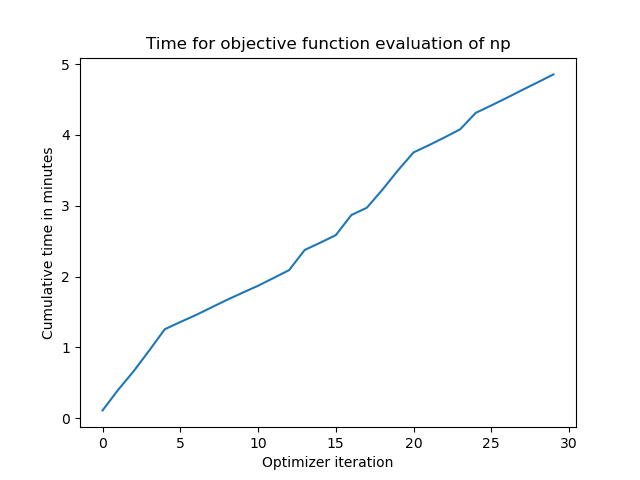 Time for objective function evaluation of np
Cumulative time in minutes
5
4
3
2
1
0
0 5 10 15 20 25 30
Optimizer iteration